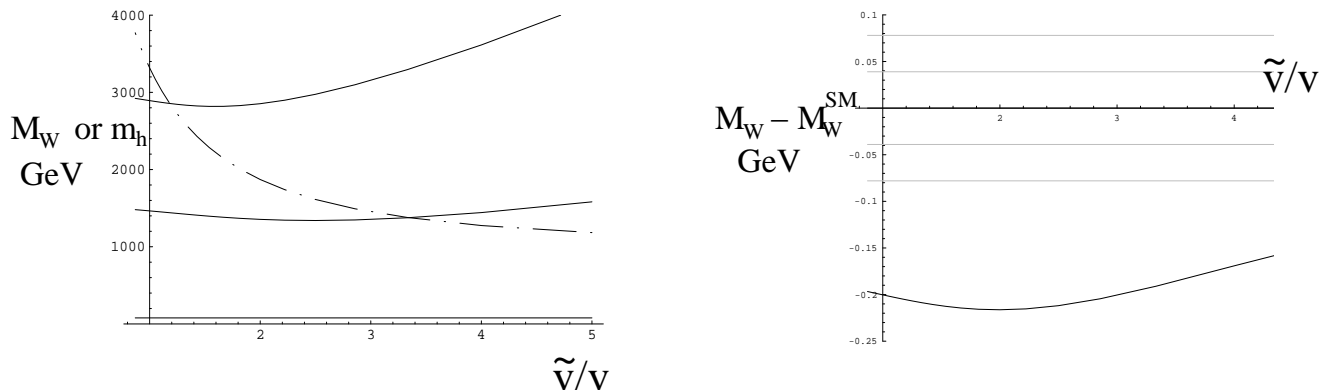 4000
3000
M_W or m_h
GeV
2000
1000
2 3 4 5
ṽ/v
0.1
0.05
ṽ/v
M_W – M_W^SM
GeV
2 3 4
-0.05
-0.1
-0.15
-0.2
-0.25